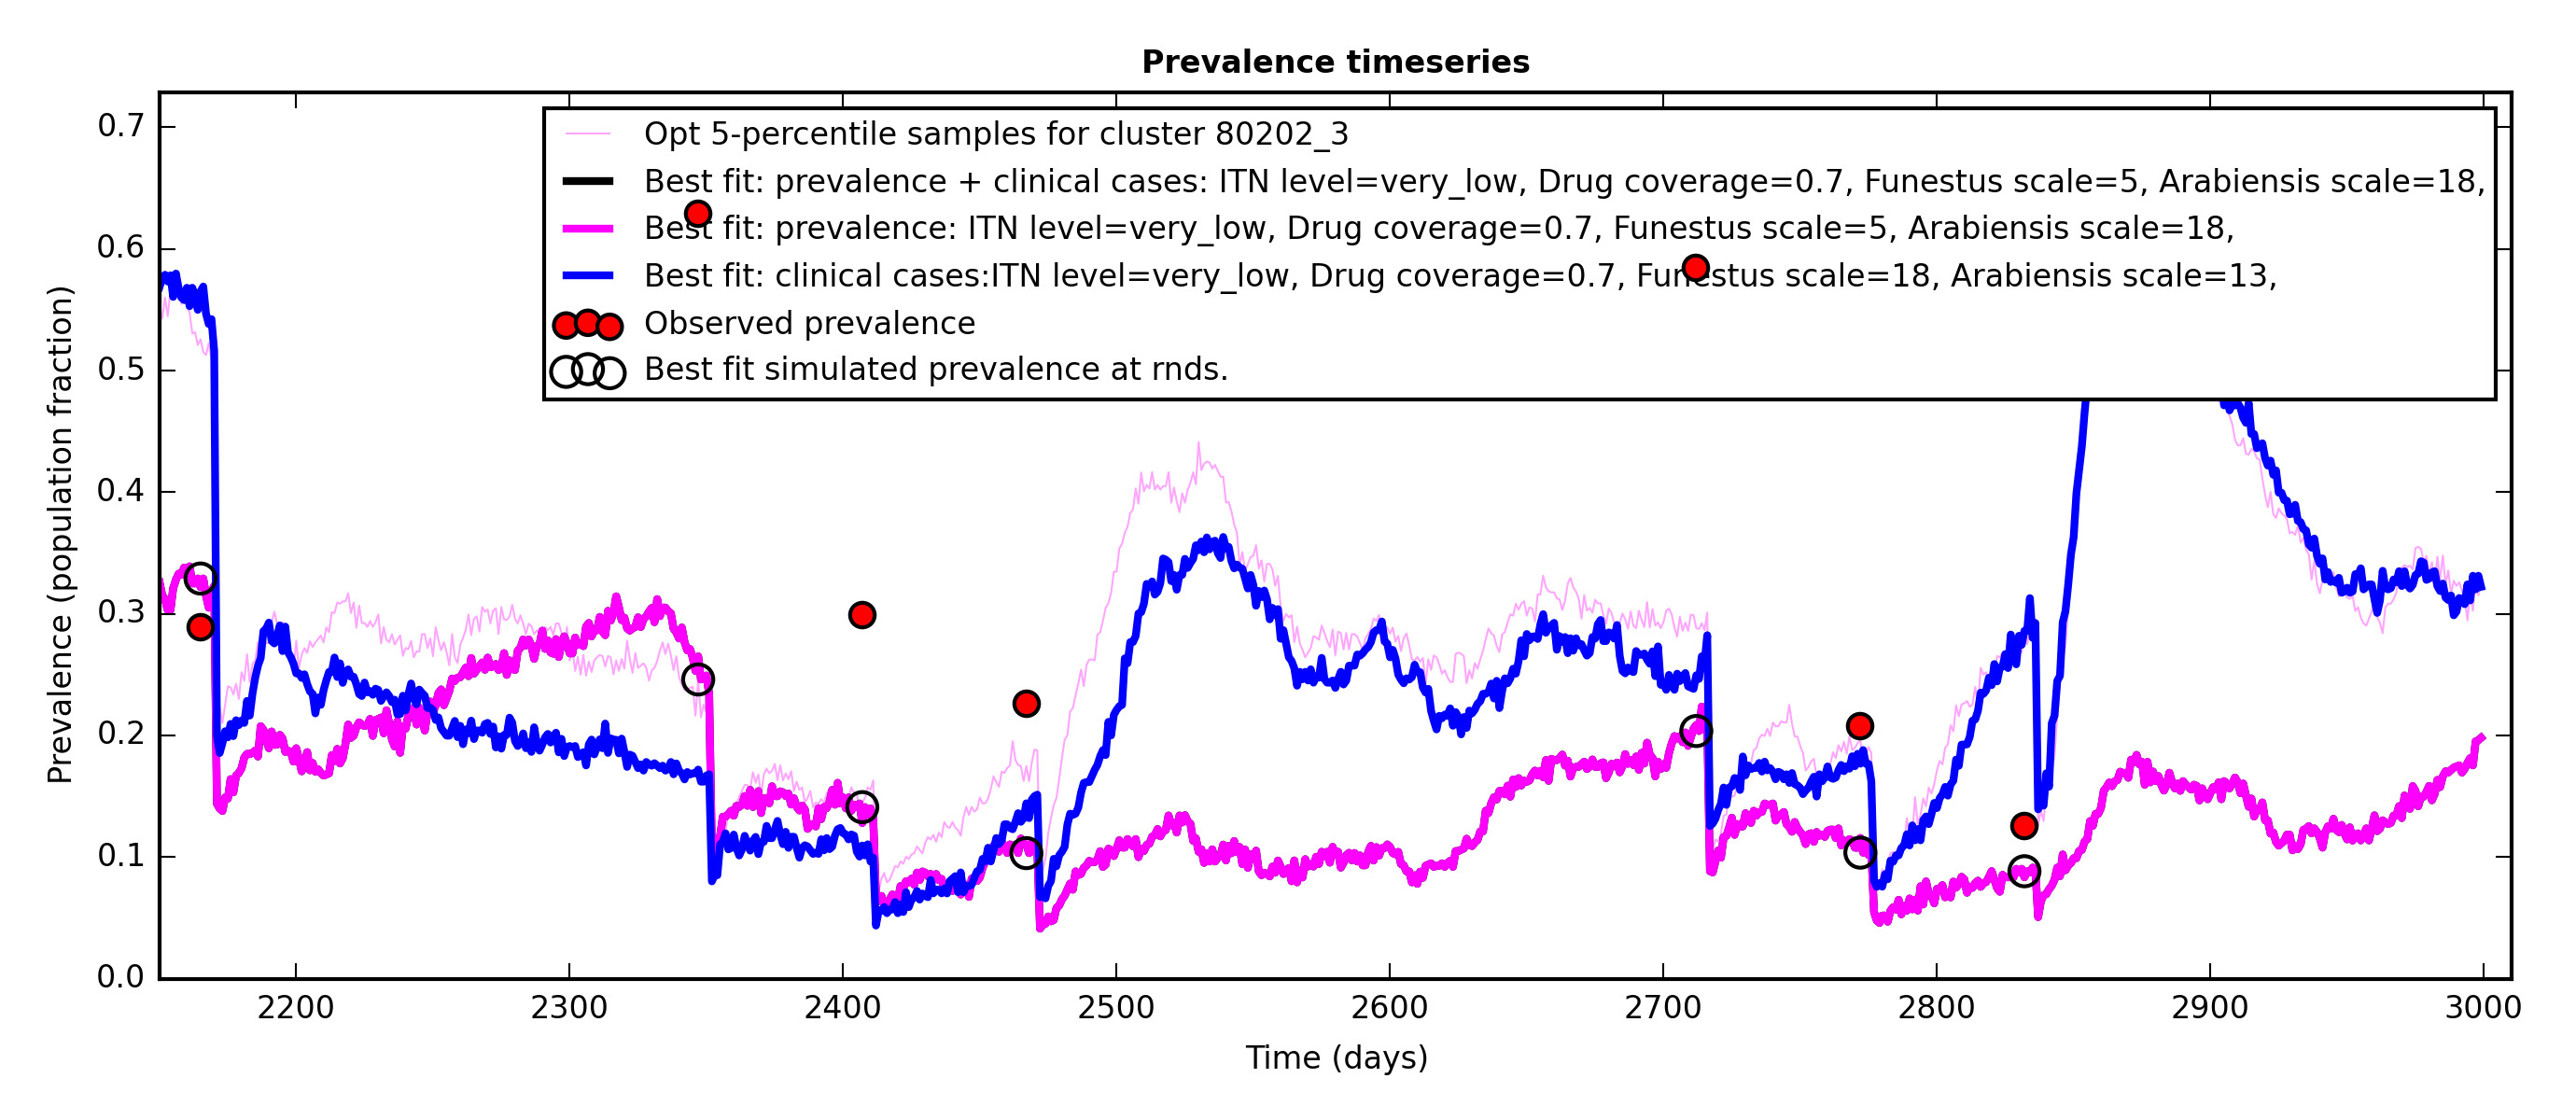 Prevalence timeseries
Opt 5-percentile samples for cluster 80202_3
Best fit: prevalence + clinical cases: ITN level=very_low, Drug coverage=0.7, Funestus scale=5, Arabiensis scale=18,
Best fit: prevalence: ITN level=very_low, Drug coverage=0.7, Funestus scale=5, Arabiensis scale=18,
Best fit: clinical cases:ITN level=very_low, Drug coverage=0.7, Funestus scale=18, Arabiensis scale=13,
Observed prevalence
Best fit simulated prevalence at rnds.
Prevalence (population fraction)
0.7
0.6
0.5
0.4
0.3
0.2
0.1
0.0
2200 2300 2400 2500 2600 2700 2800 2900 3000
Time (days)